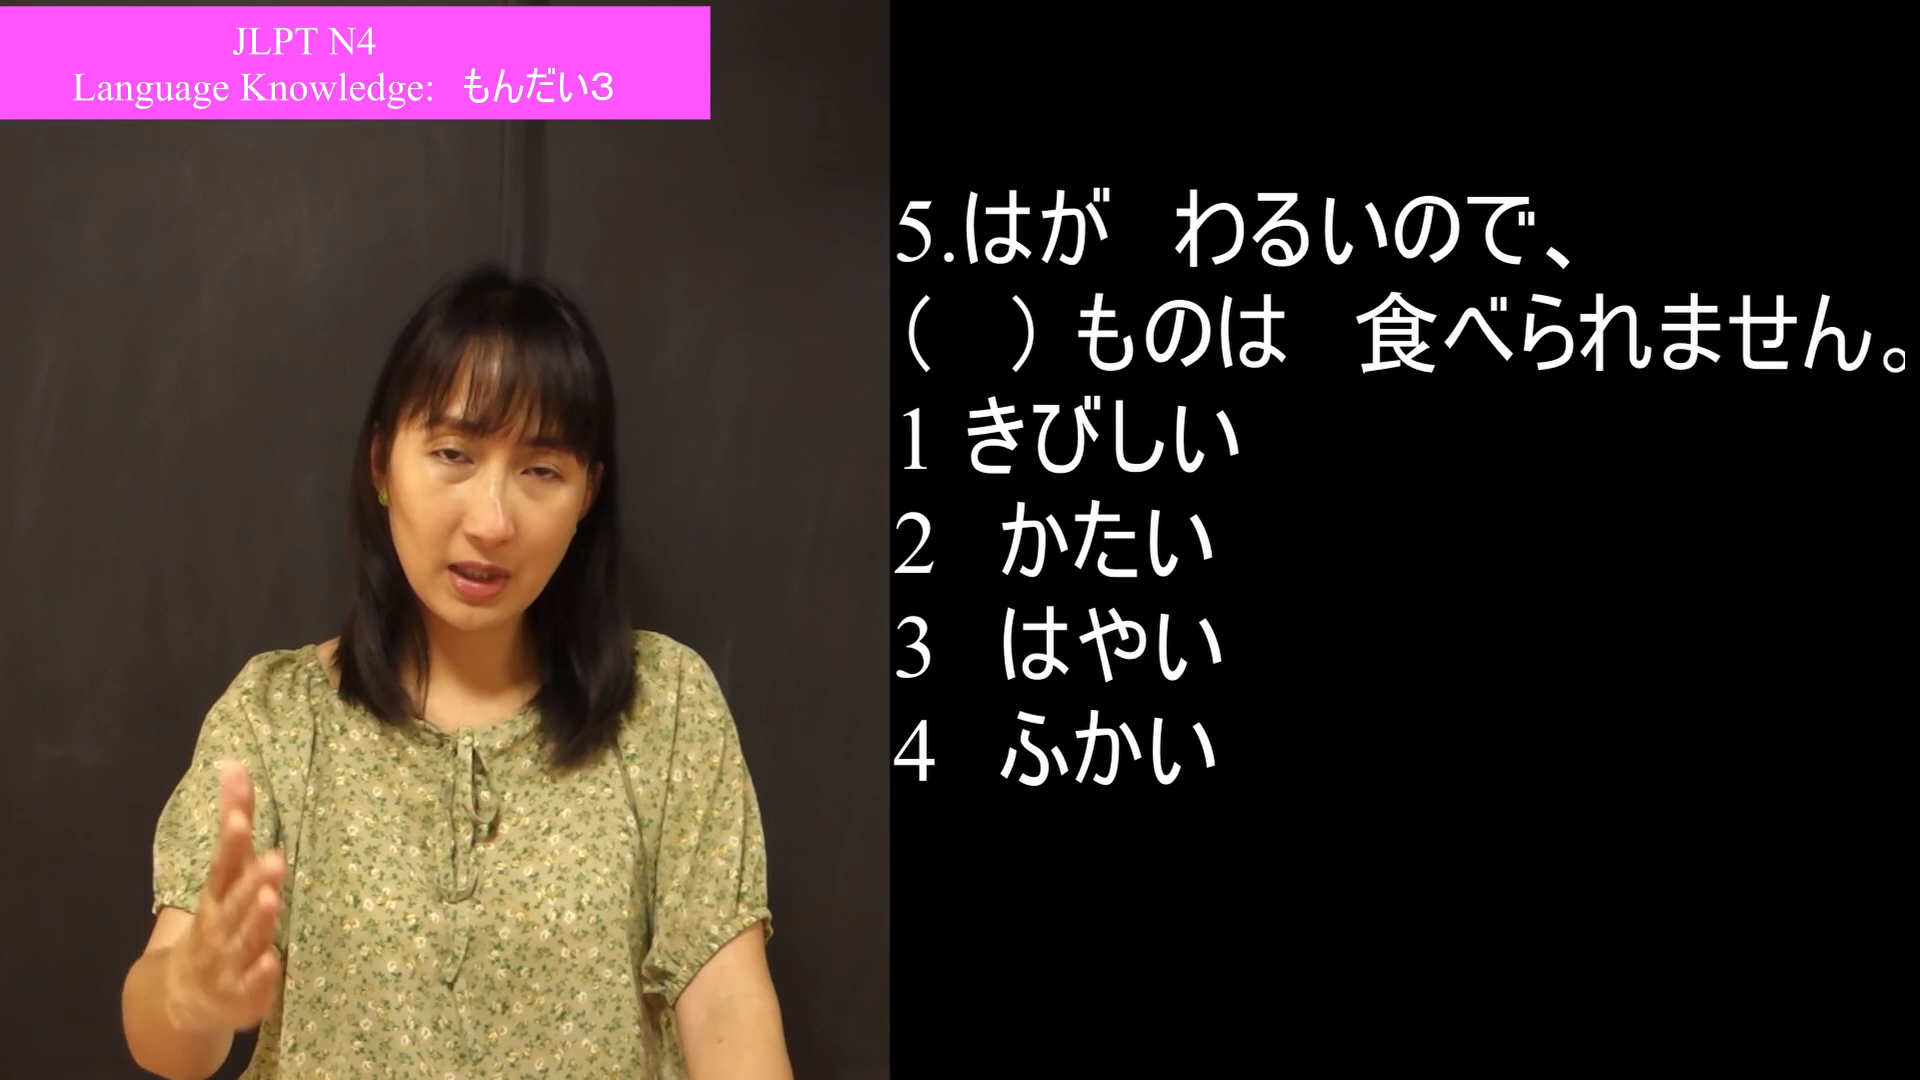 JLPT N4
Language Knowledge: もんだい3
5.はが　わるいので、
（　）ものは　食べられません。
1 きびしい
2　かたい
3　はやい
4　ふかい